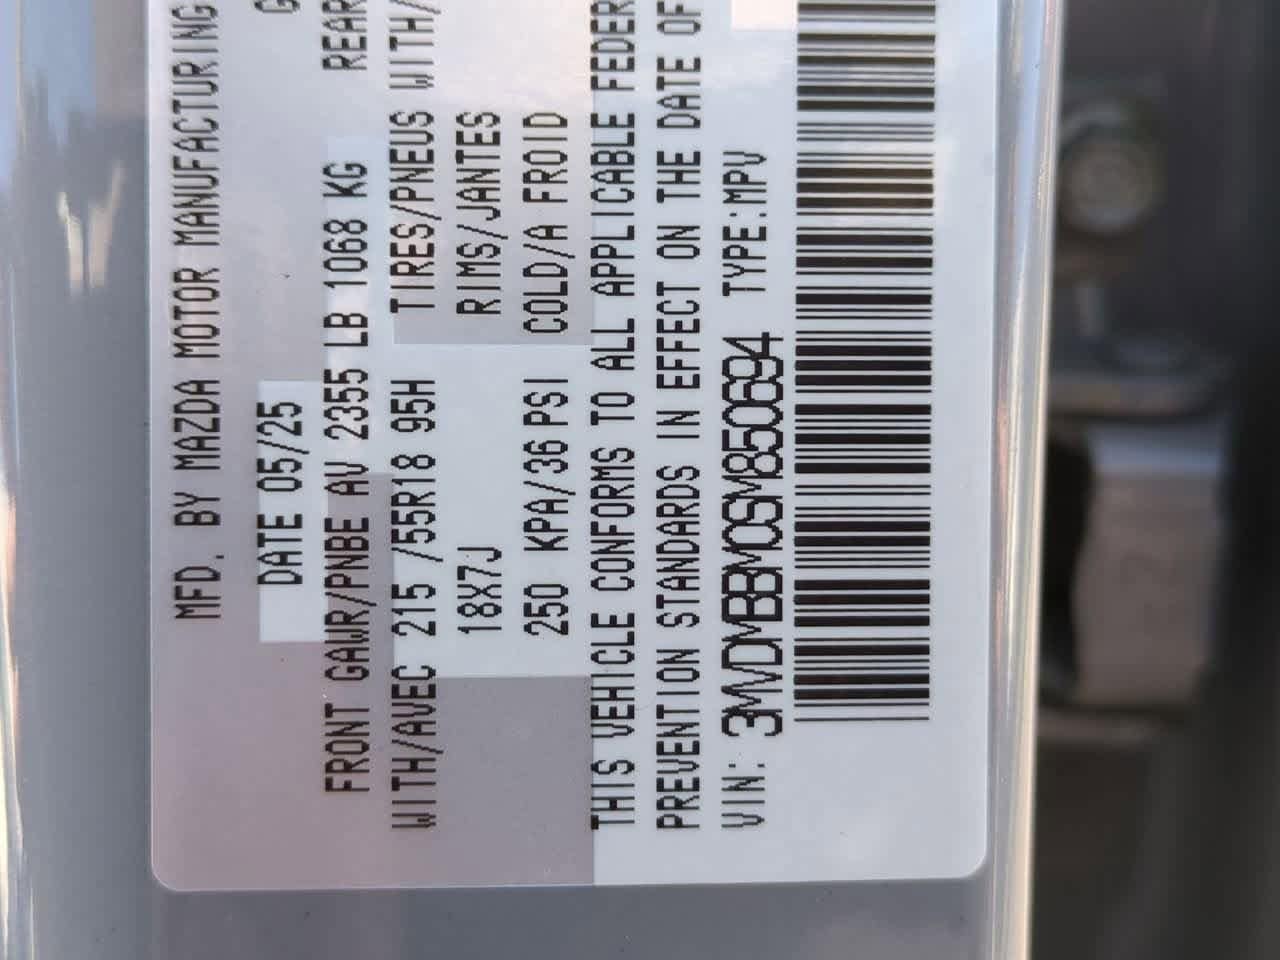 MFD. BY MAZDA MOTOR MANUFACTURING
DATE 05/25 G
FRONT GAWR/PNBE AV 2355 LB 1068 KG REAR
WITH/AVEC 215 /55R18 95H TIRES/PNEUS WITH/
18X7J RIMS/JANTES
250 KPA/36 PSI COLD/A FROID
THIS VEHICLE CONFORMS TO ALL APPLICABLE FEDER
PREVENTION STANDARDS IN EFFECT ON THE DATE OF
VIN: 3MVDMBBM0SM850694 TYPE:MPV